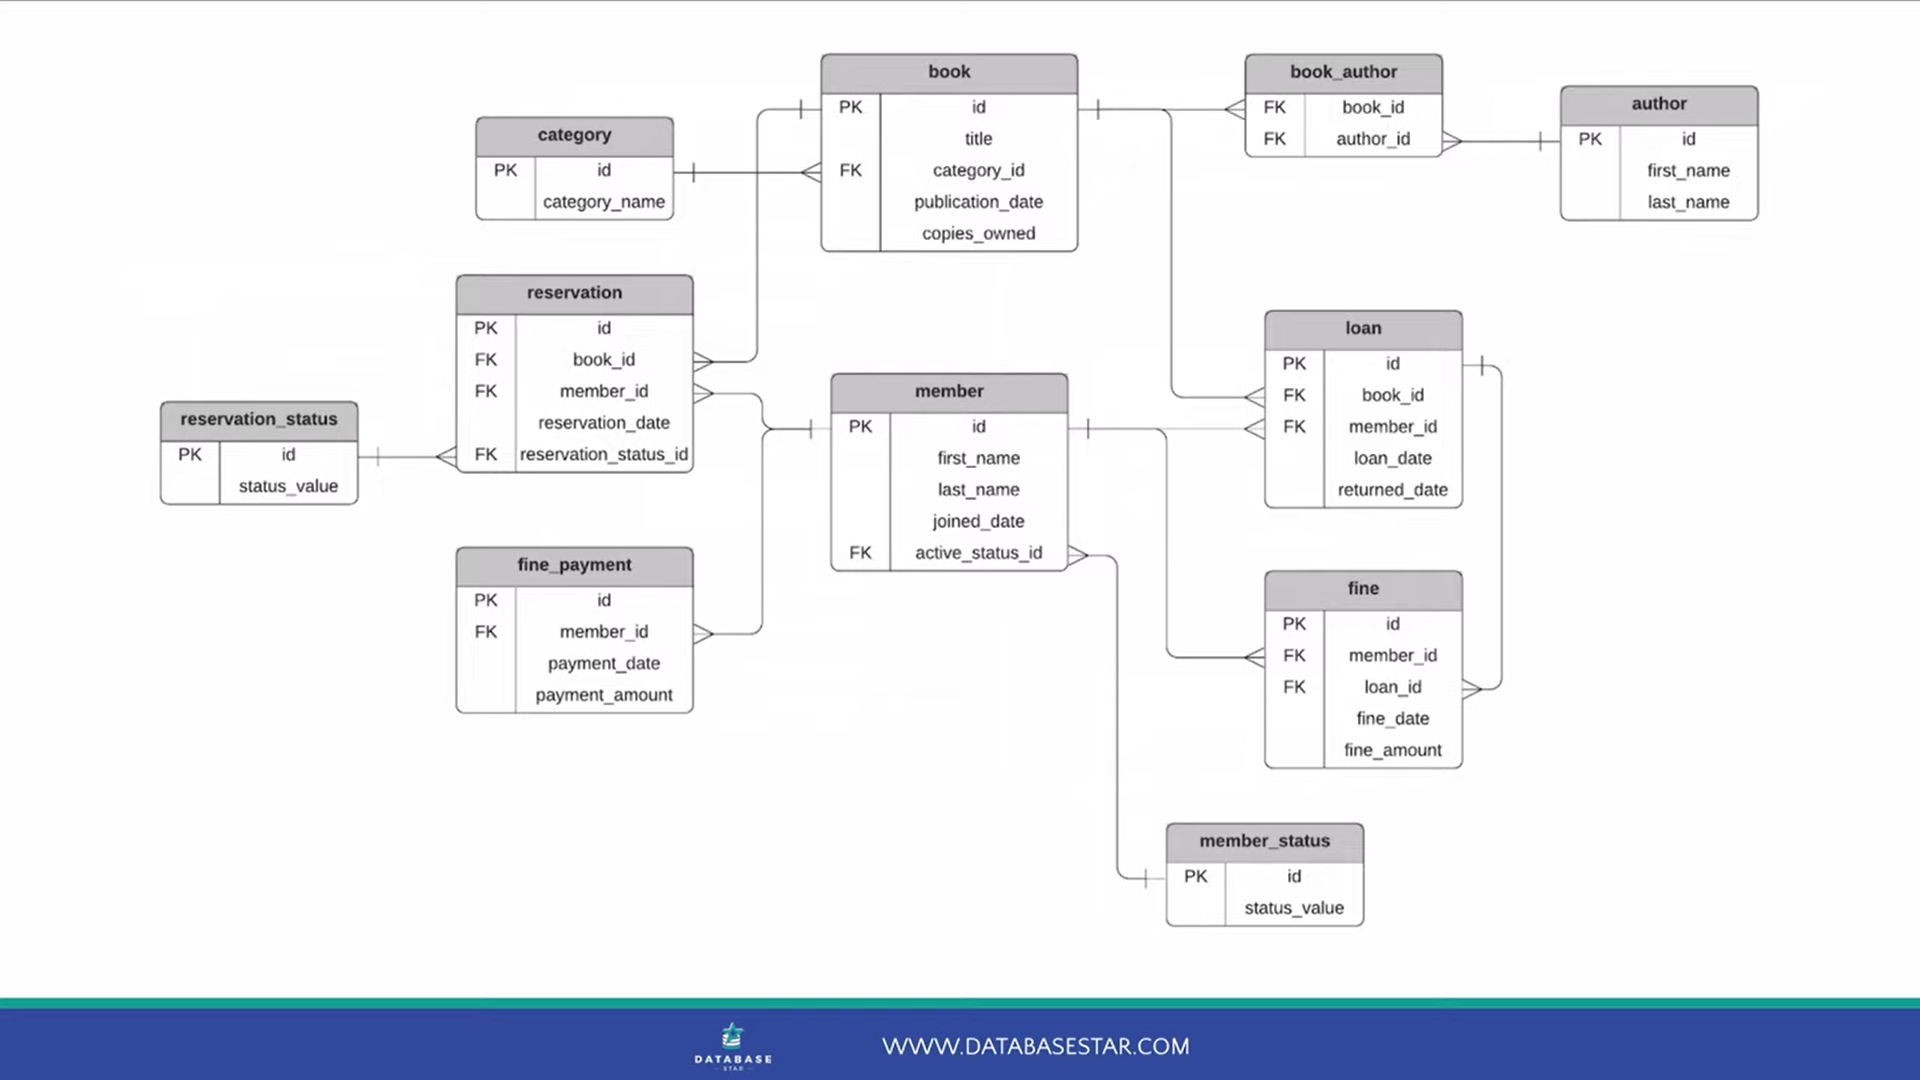 book
PK id
title
FK category_id
publication_date
copies_owned
book_author
FK book_id
FK author_id
author
PK id
first_name
last_name
category
PK id
category_name
reservation
PK id
FK book_id
FK member_id
reservation_date
FK reservation_status_id
reservation_status
PK id
status_value
member
PK id
first_name
last_name
joined_date
FK active_status_id
loan
PK id
FK book_id
FK member_id
loan_date
returned_date
fine_payment
PK id
FK member_id
payment_date
payment_amount
fine
PK id
FK member_id
FK loan_id
fine_date
fine_amount
member_status
PK id
status_value
DATABASE
STAR
WWW.DATABASESTAR.COM